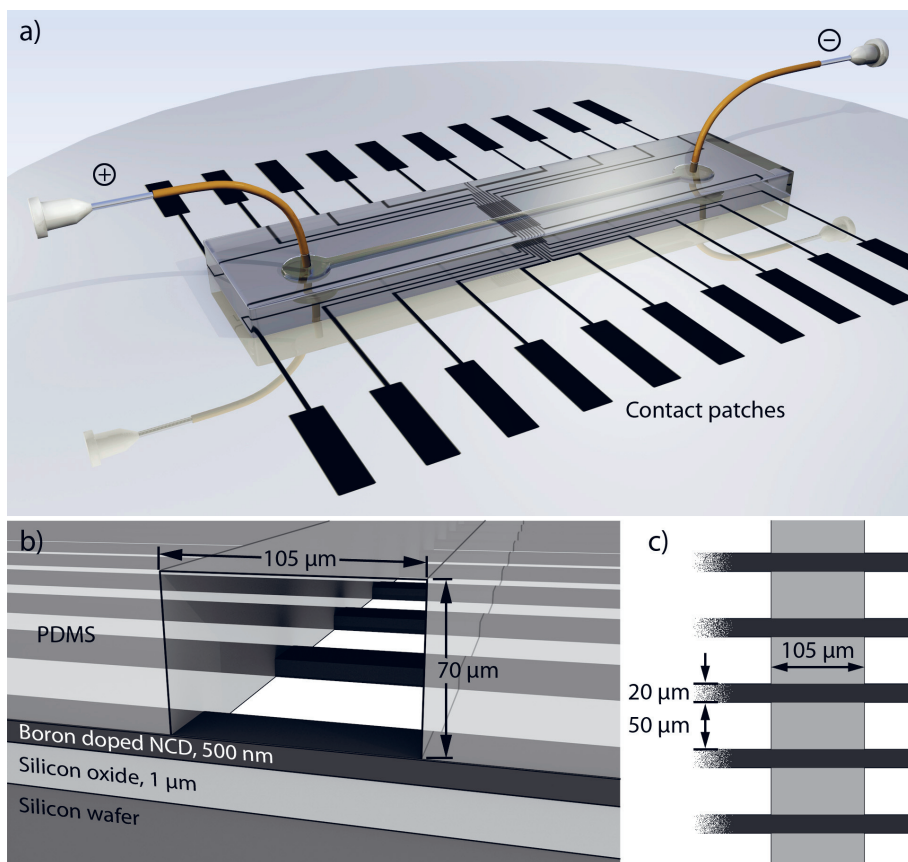 a)
+
−
Contact patches
b)
105 µm
PDMS
70 µm
Boron doped NCD, 500 nm
Silicon oxide, 1 µm
Silicon wafer
c)
105 µm
20 µm
50 µm